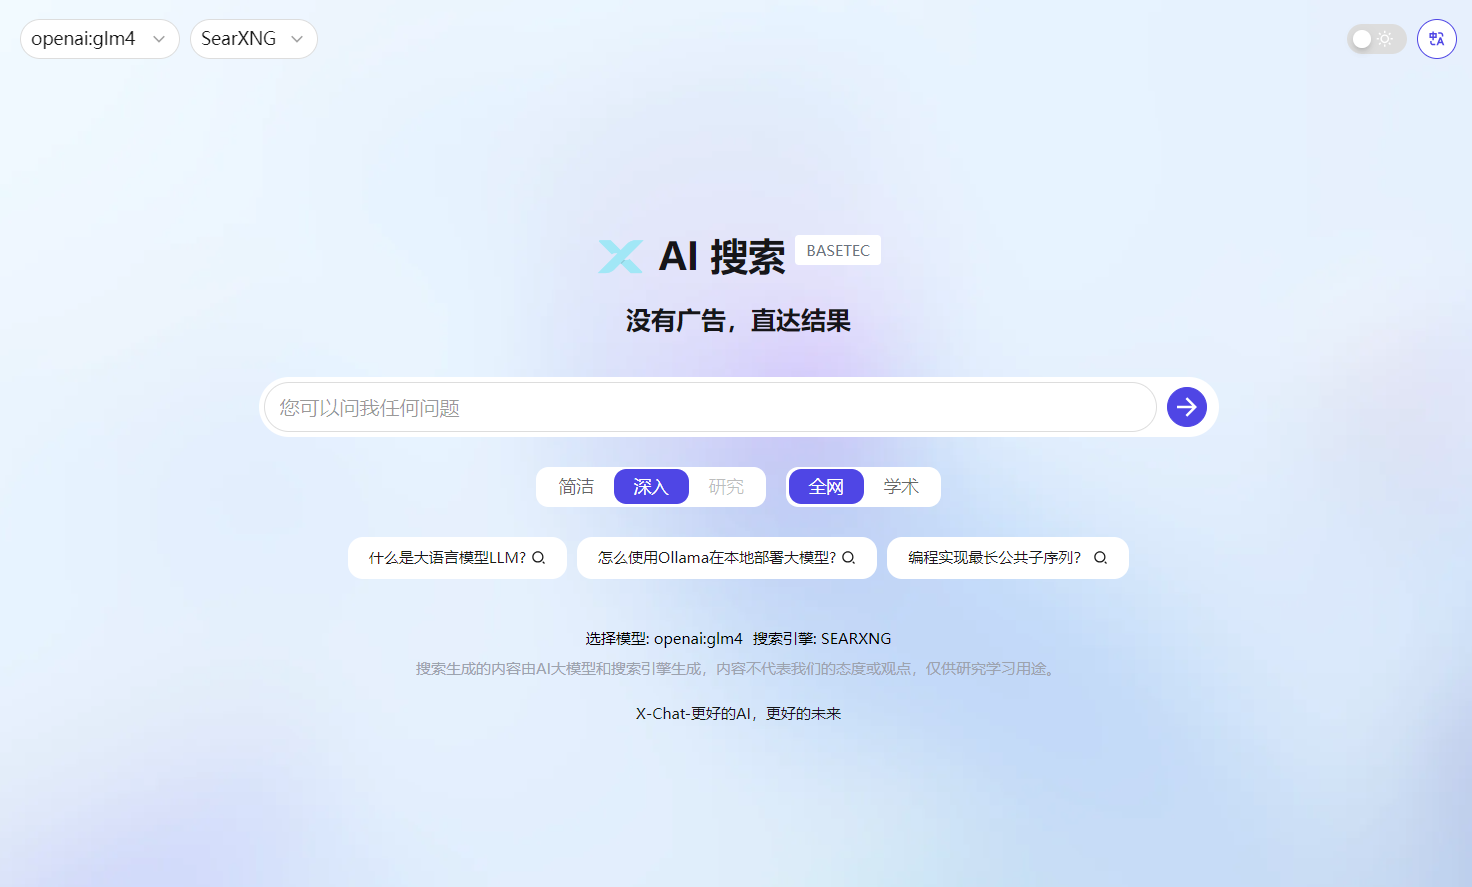 openai:glm4 SearXNG
AI 搜索 BASETEC
没有广告，直达结果
您可以问我任何问题
简洁 深入 研究 全网 学术
什么是大语言模型LLM? 怎么使用Ollama在本地部署大模型? 编程实现最长公共子序列？
选择模型: openai:glm4 搜索引擎: SEARXNG
搜索生成的内容由AI大模型和搜索引擎生成，内容不代表我们的态度或观点，仅供研究学习用途。
X-Chat-更好的AI，更好的未来